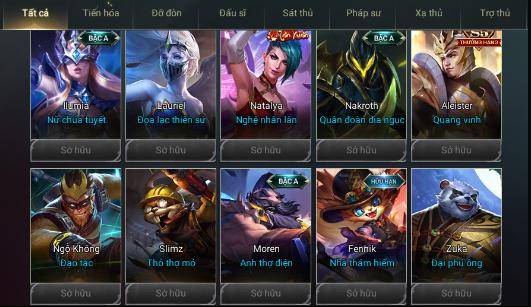 Tất cả Tiến hóa Đỡ đòn Đấu sĩ Sát thủ Pháp sư Xạ thủ Trợ thủ
BẬC A BẬC A
THƯỞNG HẠNG
Ilumia Lauriel Natalya Nakroth Aleister
Nữ chúa tuyết Đọa lạc thiên sứ Nghệ nhân lân Quân đoàn địa ngục Quang vinh
Sở hữu Sở hữu Sở hữu Sở hữu Sở hữu
BẬC A HỮU HẠN
Ngộ Không Slimz Moren Fennik Zuka
Đạo tặc Thỏ thợ mỏ Anh thợ điện Nhà thám hiểm Đại phú ông
Sở hữu Sở hữu Sở hữu Sở hữu Sở hữu